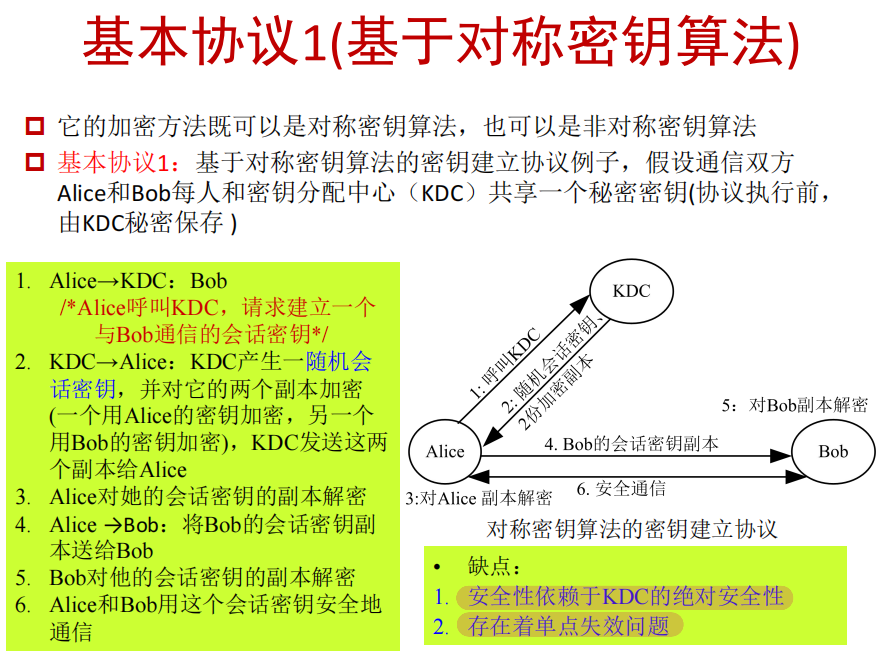 基本协议1(基于对称密钥算法)
它的加密方法既可以是对称密钥算法，也可以是非对称密钥算法
基本协议1：基于对称密钥算法的密钥建立协议例子，假设通信双方
Alice和Bob每人和密钥分配中心（KDC）共享一个秘密密钥(协议执行前，
由KDC秘密保存 )
1. Alice→KDC：Bob
/*Alice呼叫KDC，请求建立一个
与Bob通信的会话密钥*/
2. KDC→Alice：KDC产生一随机会
话密钥，并对它的两个副本加密
(一个用Alice的密钥加密，另一个
用Bob的密钥加密)，KDC发送这两
个副本给Alice
3. Alice对她的会话密钥的副本解密
4. Alice →Bob：将Bob的会话密钥副
本送给Bob
5. Bob对他的会话密钥的副本解密
6. Alice和Bob用这个会话密钥安全地
通信
KDC
1: 呼叫KDC
2: 随机会话密钥、
2份加密副本
5：对Bob副本解密
Alice
4. Bob的会话密钥副本
Bob
3:对Alice 副本解密
6. 安全通信
对称密钥算法的密钥建立协议
• 缺点：
1. 安全性依赖于KDC的绝对安全性
2. 存在着单点失效问题